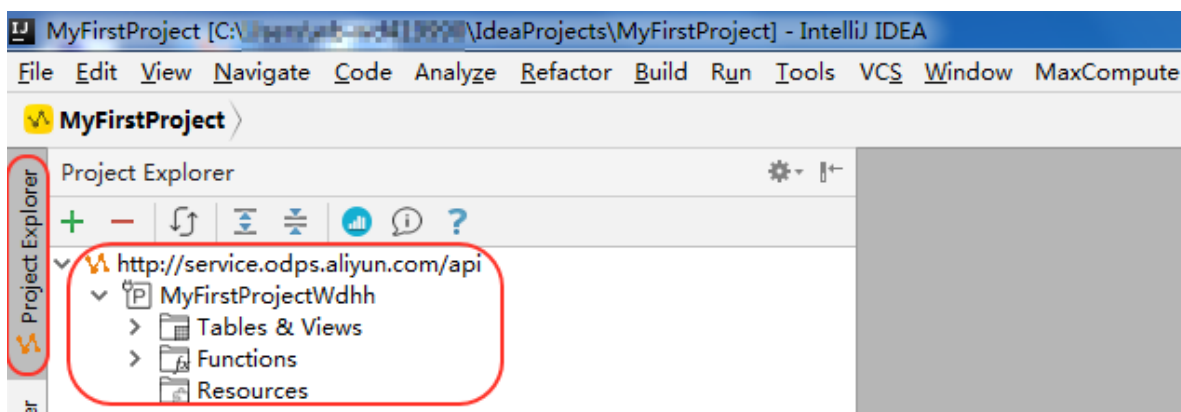 MyFirstProject [C:\ \IdeaProjects\MyFirstProject] - IntelliJ IDEA
File Edit View Navigate Code Analyze Refactor Build Run Tools VCS Window MaxCompute
MyFirstProject
Project Explorer
Project Explorer
http://service.odps.aliyun.com/api
MyFirstProjectWdhh
Tables & Views
Functions
Resources